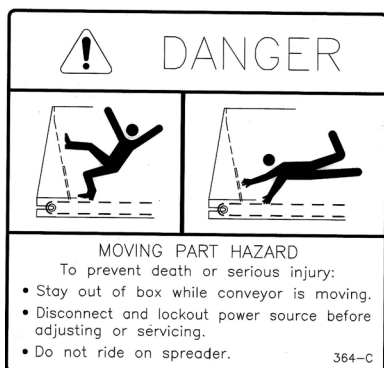 DANGER
MOVING PART HAZARD
To prevent death or serious injury:
• Stay out of box while conveyor is moving.
• Disconnect and lockout power source before
adjusting or servicing.
• Do not ride on spreader.
364-C